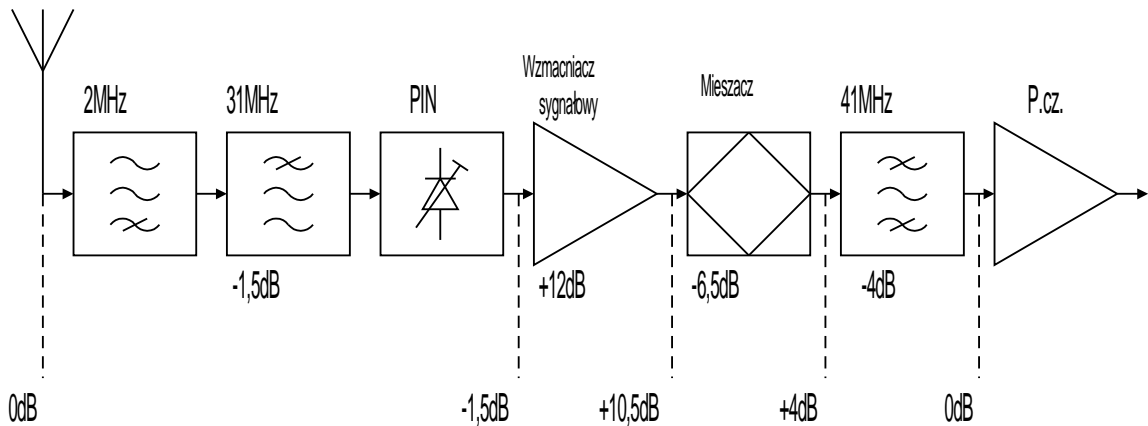 Wzmacniacz
sygnałowy
Mieszacz
2MHz
31MHz
PIN
41MHz
P.cz.
-1,5dB
+12dB
-6,5dB
-4dB
0dB
-1,5dB
+10,5dB
+4dB
0dB